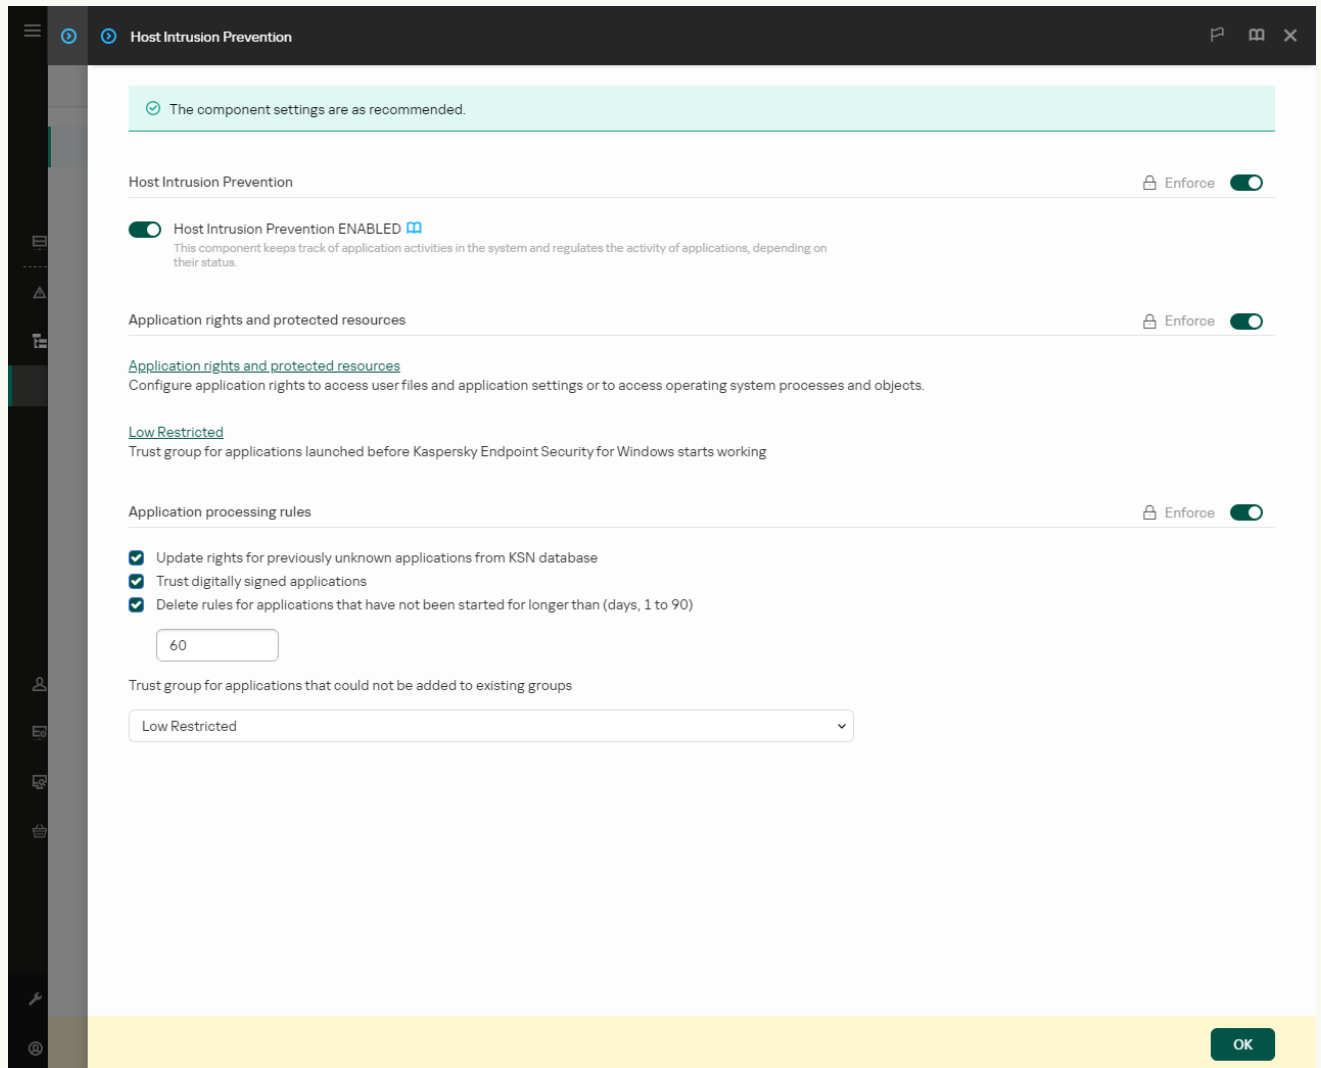 Host Intrusion Prevention
The component settings are as recommended.
Host Intrusion Prevention
Enforce
Host Intrusion Prevention ENABLED
This component keeps track of application activities in the system and regulates the activity of applications, depending on
their status.
Application rights and protected resources
Enforce
Application rights and protected resources
Configure application rights to access user files and application settings or to access operating system processes and objects.
Low Restricted
Trust group for applications launched before Kaspersky Endpoint Security for Windows starts working
Application processing rules
Enforce
Update rights for previously unknown applications from KSN database
Trust digitally signed applications
Delete rules for applications that have not been started for longer than (days, 1 to 90)
60
Trust group for applications that could not be added to existing groups
Low Restricted
OK